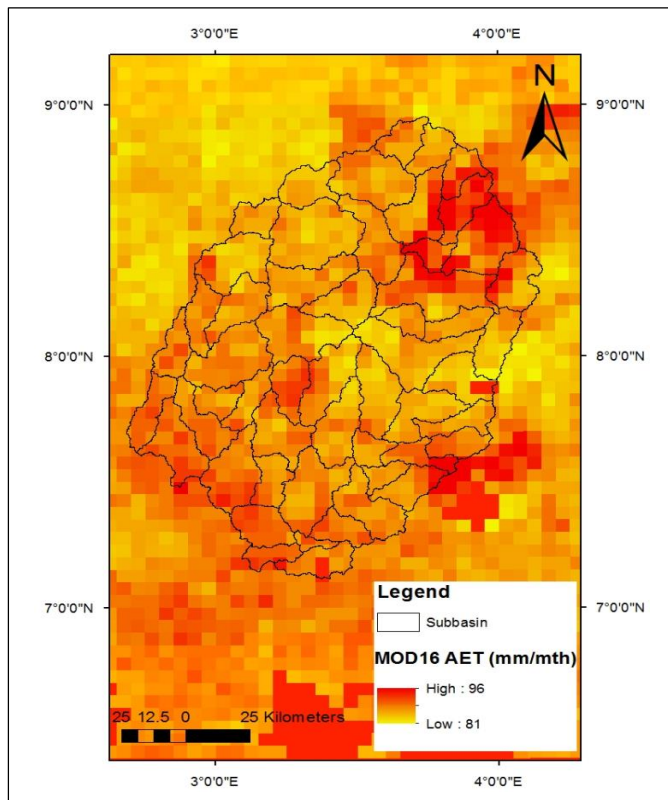 3°0'0"E 4°0'0"E
N
9°0'0"N 9°0'0"N
8°0'0"N 8°0'0"N
7°0'0"N 7°0'0"N
Legend
Subbasin
MOD16 AET (mm/mth)
High : 96
Low : 81
25 12.5 0 25 Kilometers
3°0'0"E 4°0'0"E